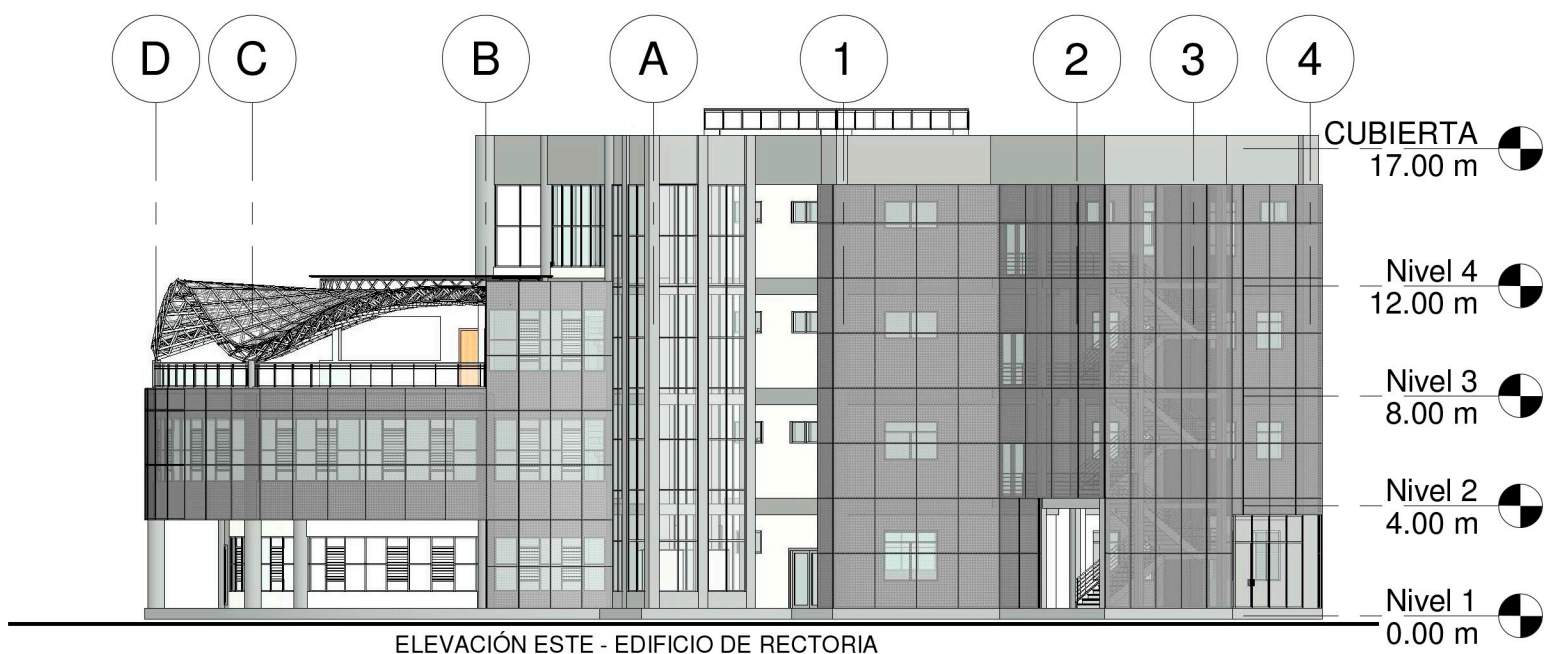 D C B A 1 2 3 4
CUBIERTA
17.00 m
Nivel 4
12.00 m
Nivel 3
8.00 m
Nivel 2
4.00 m
Nivel 1
0.00 m
ELEVACIÓN ESTE - EDIFICIO DE RECTORIA